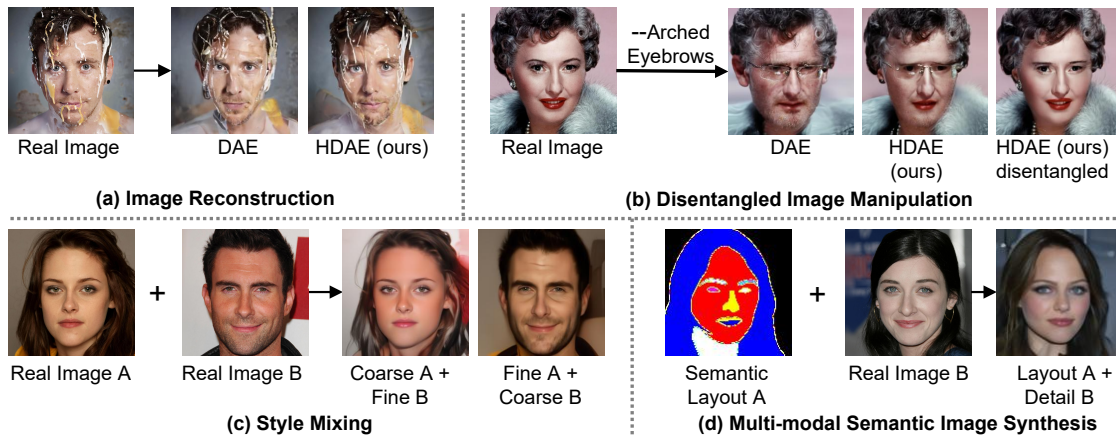 --Arched
Eyebrows
Real Image
DAE
HDAE (ours)
(a) Image Reconstruction
Real Image
DAE
HDAE
(ours)
HDAE (ours)
disentangled
(b) Disentangled Image Manipulation
+
Real Image A
Real Image B
Coarse A +
Fine B
Fine A +
Coarse B
(c) Style Mixing
+
Semantic
Layout A
Real Image B
Layout A +
Detail B
(d) Multi-modal Semantic Image Synthesis